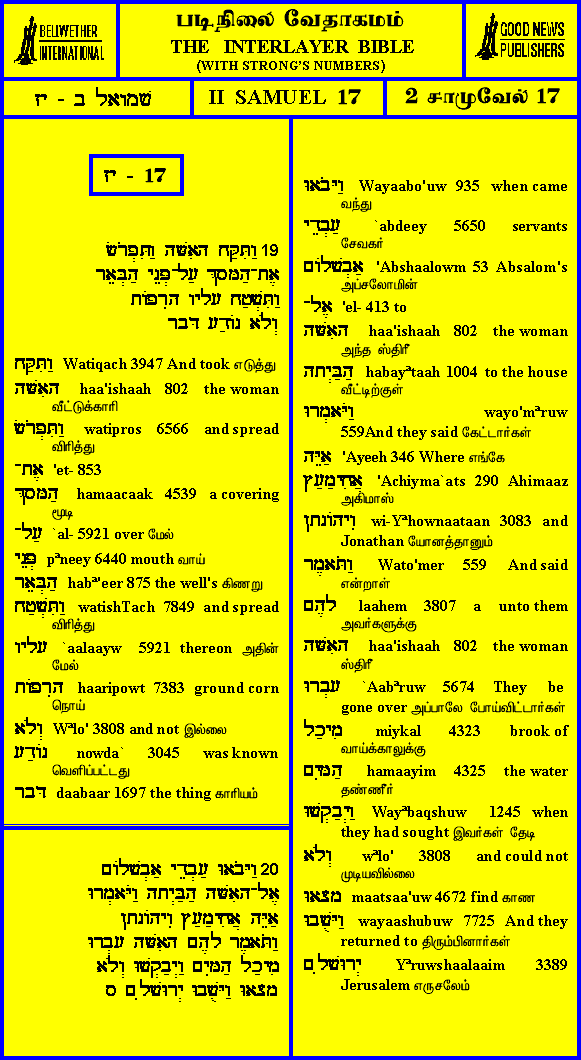 BELLWETHER
INTERNATIONAL
படிநிலை வேதாகமம்
THE INTERLAYER BIBLE
(WITH STRONG'S NUMBERS)
GOOD NEWS
PUBLISHERS
שמואל ב - יז
II SAMUEL 17
2 சாமுவேல் 17
יז - 17
19 וַתִּקַּח הָאִשָּׁה וַתִּפְרֹשׂ
אֶת־הַמָּסָךְ עַל־פְּנֵי הַבְּאֵר
וַתִּשְׁטַח עָלָיו הָרִפוֹת
וְלֹא נוֹדַע דָּבָר
וַתִּקַּח Watiqach 3947 And took எடுத்து
הָאִשָּׁה haa'ishaah 802 the woman
வீட்டுக்காரி
וַתִּפְרֹשׂ watipros 6566 and spread
விரித்து
אֶת־ 'et- 853
הַמָּסָךְ hamaacaak 4539 a covering
மூடி
עַל־ `al- 5921 over மேல்
פְּנֵי pªneey 6440 mouth வாய்
הַבְּאֵר habª'eer 875 the well's கிணறு
וַתִּשְׁטַח watishTach 7849 and spread
விரித்து
עָלָיו `aalaayw 5921 thereon அதின்
மேல்
הָרִפוֹת haaripowt 7383 ground corn
நொய்
וְלֹא Wªlo' 3808 and not இல்லை
נוֹדַע nowda` 3045 was known
வெளிப்பட்டது
דָּבָר daabaar 1697 the thing காரியம்
20 וַיָּבֹאוּ עַבְדֵי אַבְשָׁלוֹם
אֶל־הָאִשָּׁה הַבַּיְתָה וַיֹּאמְרוּ
אַיֵּה אֲחִימַעַץ וִיהוֹנָתָן
וַתֹּאמֶר לָהֶם הָאִשָּׁה עָבְרוּ
מִיכַל הַמָּיִם וַיְבַקְשׁוּ וְלֹא
מָצָאוּ וַיָּשֻׁבוּ יְרוּשָׁלִָם ס
וַיָּבֹאוּ Wayaabo'uw 935 when came
வந்து
עַבְדֵי `abdeey 5650 servants
சேவகர்
אַבְשָׁלוֹם 'Abshaalowm 53 Absalom's
அப்சலோமின்
אֶל־ 'el- 413 to
הָאִשָּׁה haa'ishaah 802 the woman
அந்த ஸ்திரீ
הַבַּיְתָה habayªtaah 1004 to the house
வீட்டிற்குள்
וַיֹּאמְרוּ wayo'mªruw
559And they said கேட்டார்கள்
אַיֵּה 'Ayeeh 346 Where எங்கே
אֲחִימַעַץ 'Achiyma`ats 290 Ahimaaz
அகிமாஸ்
וִיהוֹנָתָן wi-Yªhownaataan 3083 and
Jonathan யோனத்தானும்
וַתֹּאמֶר Wato'mer 559 And said
என்றாள்
לָהֶם laahem 3807 a unto them
அவர்களுக்கு
הָאִשָּׁה haa'ishaah 802 the woman
ஸ்திரீ
עָבְרוּ `Aabªruw 5674 They be
gone over அப்பாலே போய்விட்டார்கள்
מִיכַל miykal 4323 brook of
வாய்க்காலுக்கு
הַמָּיִם hamaayim 4325 the water
தண்ணீர்
וַיְבַקְשׁוּ Wayªbaqshuw 1245 when
they had sought இவர்கள் தேடி
וְלֹא wªlo' 3808 and could not
முடியவில்லை
מָצָאוּ maatsaa'uw 4672 find காண
וַיָּשֻׁבוּ wayaashubuw 7725 And they
returned to திரும்பினார்கள்
יְרוּשָׁלִָם Yªruwshaalaaim 3389
Jerusalem எருசலேம்